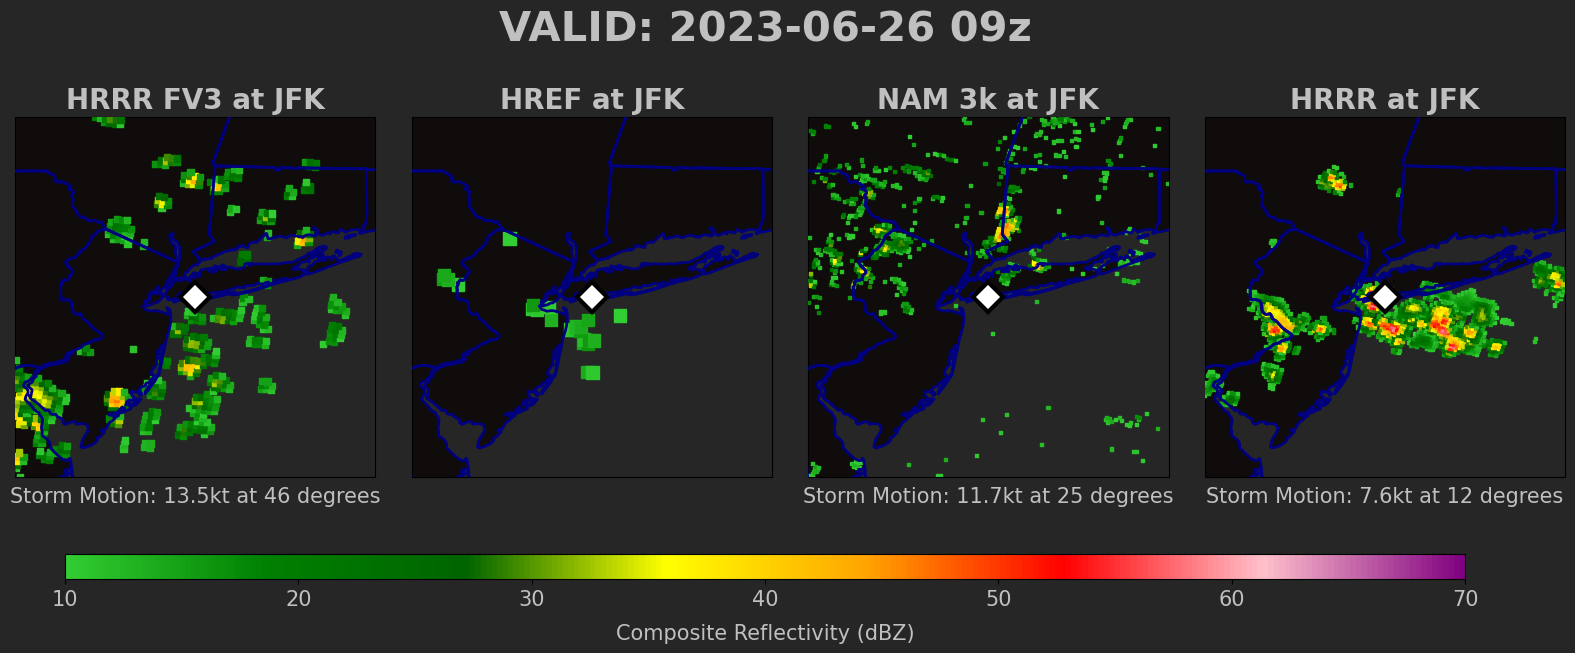 VALID: 2023-06-26 09z
HRRR FV3 at JFK
HREF at JFK
NAM 3k at JFK
HRRR at JFK
Storm Motion: 13.5kt at 46 degrees
Storm Motion: 11.7kt at 25 degrees
Storm Motion: 7.6kt at 12 degrees
10 20 30 40 50 60 70
Composite Reflectivity (dBZ)